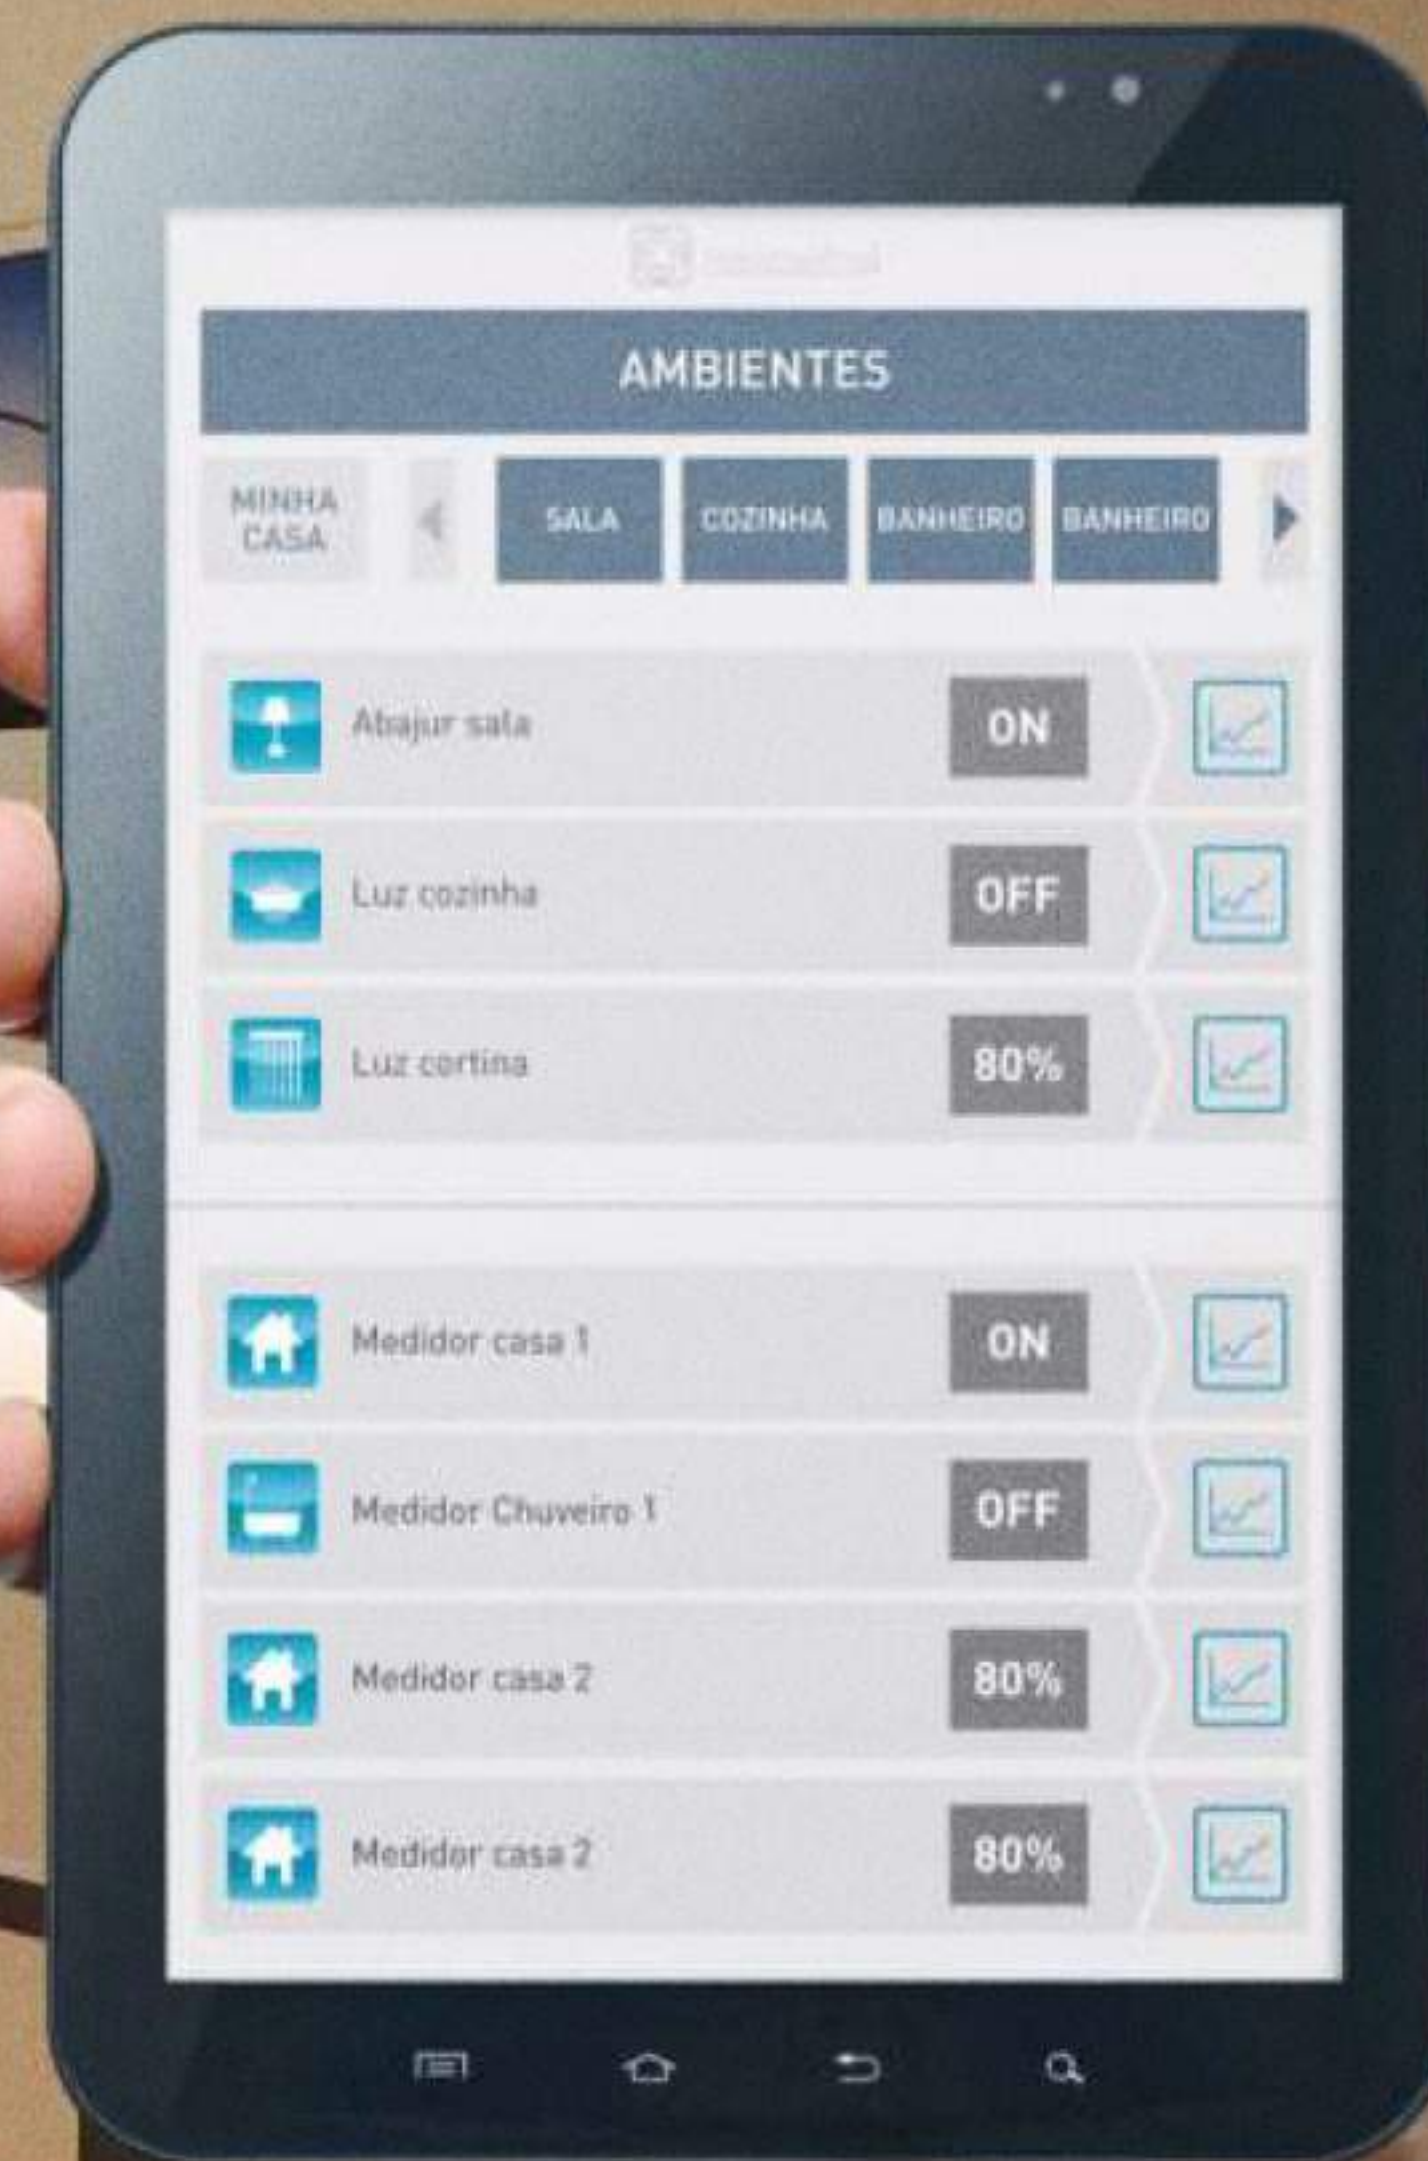 AMBIENTES
MINHA
CASA
SALA
COZINHA
BANHEIRO
BANHEIRO
Abajur sala
ON
Luz cozinha
OFF
Luz cortina
80%
Medidor casa 1
ON
Medidor Chuveiro 1
OFF
Medidor casa 2
80%
Medidor casa 2
80%